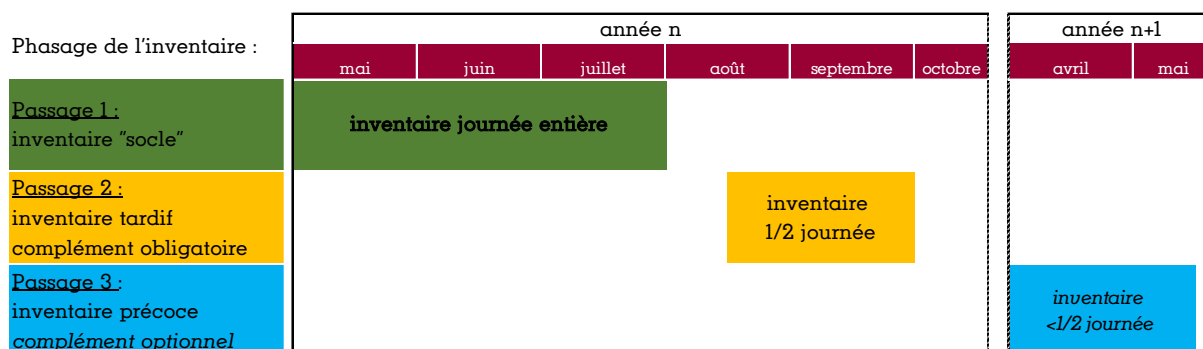 Phasage de l'inventaire :
année n
année n+1
mai
juin
juillet
août
septembre
octobre
avril
mai
Passage 1 :
inventaire "socle"
inventaire journée entière
Passage 2 :
inventaire tardif
complément obligatoire
inventaire
1/2 journée
Passage 3 :
inventaire précoce
complément optionnel
inventaire
<1/2 journée